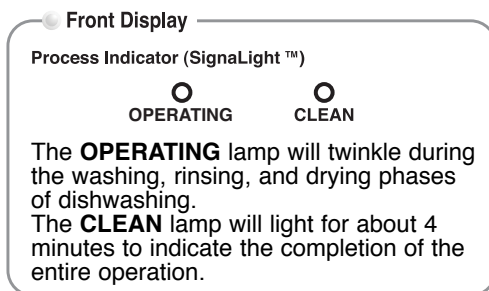 Front Display
Process Indicator (SignaLight ™)
OPERATING CLEAN
The OPERATING lamp will twinkle during
the washing, rinsing, and drying phases
of dishwashing.
The CLEAN lamp will light for about 4
minutes to indicate the completion of the
entire operation.